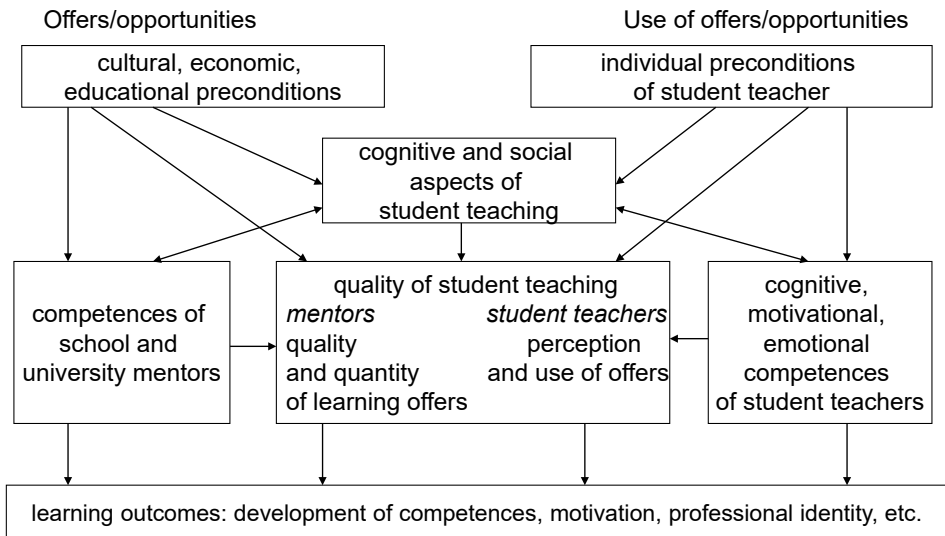 Offers/opportunities
Use of offers/opportunities
cultural, economic,
educational preconditions
individual preconditions
of student teacher
cognitive and social
aspects of
student teaching
competences of
school and
university mentors
quality of student teaching
mentors
student teachers
quality
perception
and quantity
and use of offers
of learning offers
cognitive,
motivational,
emotional
competences
of student teachers
learning outcomes: development of competences, motivation, professional identity, etc.